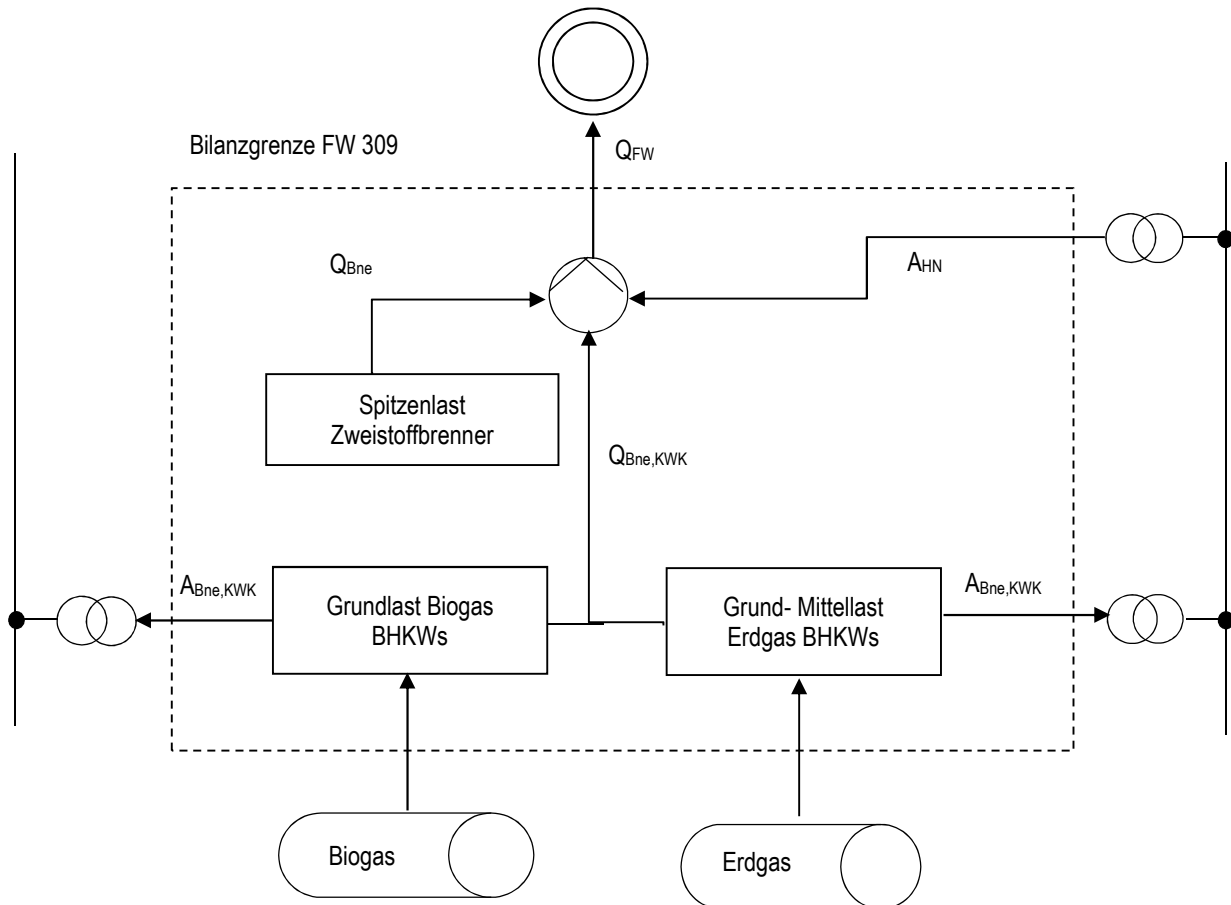 Bilanzgrenze FW 309
QFW
QBne
AHN
Spitzenlast
Zweistoffbrenner
QBne,KWK
ABne,KWK
Grundlast Biogas
BHKWs
Grund- Mittellast
Erdgas BHKWs
ABne,KWK
Biogas
Erdgas